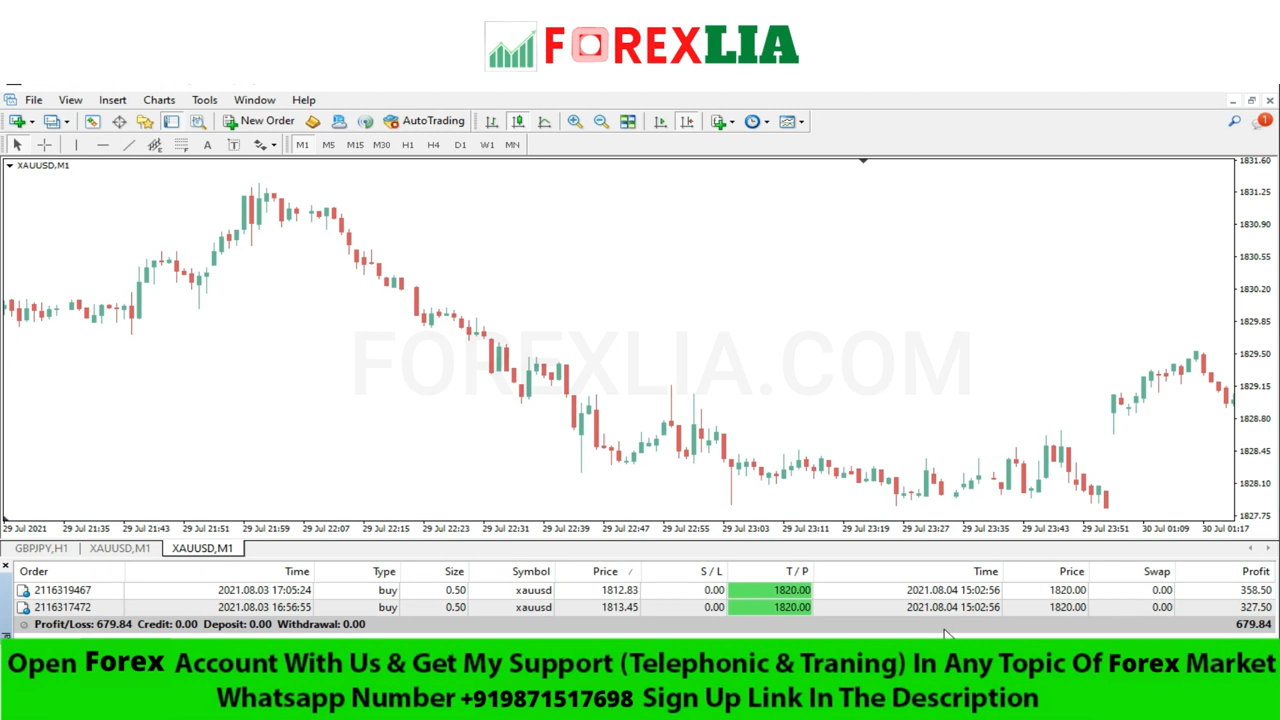 FOREXLIA
File View Insert Charts Tools Window Help
New Order AutoTrading 1
A T M1 M5 M15 M30 H1 H4 D1 W1 MN
XAUUSD,M1
1831.60
1831.25
1830.90
1830.55
1830.20
1829.85
1829.50
1829.15
1828.80
1828.45
1828.10
1827.75
FOREXLIA.COM
29 Jul 2021 29 Jul 21:35 29 Jul 21:43 29 Jul 21:51 29 Jul 21:59 29 Jul 22:07 29 Jul 22:15 29 Jul 22:23 29 Jul 22:31 29 Jul 22:39 29 Jul 22:47 29 Jul 22:55 29 Jul 23:03 29 Jul 23:11 29 Jul 23:19 29 Jul 23:27 29 Jul 23:35 29 Jul 23:43 29 Jul 23:51 30 Jul 01:09 30 Jul 01:17
GBPJPY,H1 XAUUSD,M1 XAUUSD,M1
Order Time Type Size Symbol Price / S / L T / P Time Price Swap Profit
2116319467 2021.08.03 17:05:24 buy 0.50 xauusd 1812.83 0.00 1820.00 2021.08.04 15:02:56 1820.00 0.00 358.50
2116317472 2021.08.03 16:56:55 buy 0.50 xauusd 1813.45 0.00 1820.00 2021.08.04 15:02:56 1820.00 0.00 327.50
Profit/Loss: 679.84 Credit: 0.00 Deposit: 0.00 Withdrawal: 0.00 679.84
Open Forex Account With Us & Get My Support (Telephonic & Traning) In Any Topic Of Forex Market
Whatsapp Number +919871517698 Sign Up Link In The Description